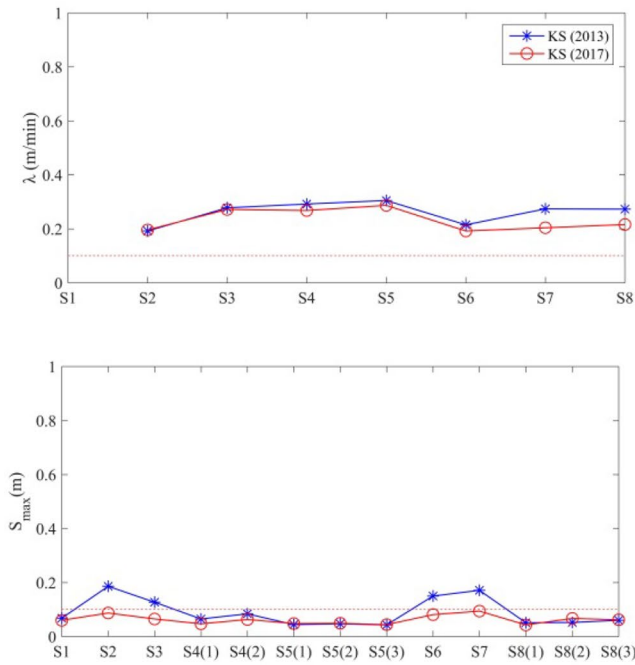 1
KS (2013)
KS (2017)
0.8
0.6
λ (m/min)
0.4
0.2
0
S1 S2 S3 S4 S5 S6 S7 S8
1
0.8
0.6
S_max(m)
0.4
0.2
0
S1 S2 S3 S4(1) S4(2) S5(1) S5(2) S5(3) S6 S7 S8(1) S8(2) S8(3)